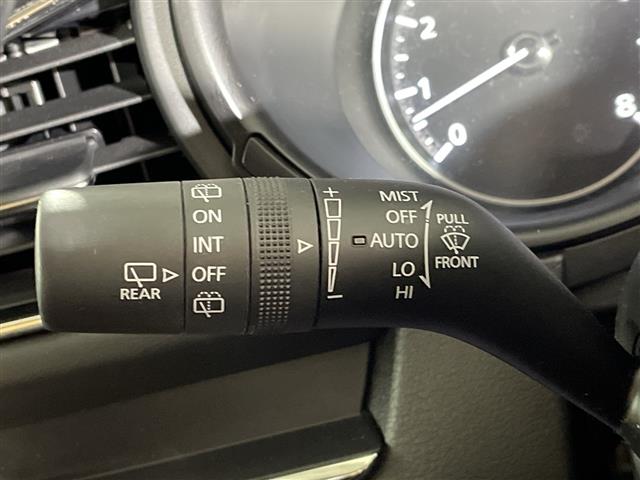 2
1
0
8
ON
INT
OFF
REAR
+
-
MIST
OFF
AUTO
LO
HI
PULL
FRONT